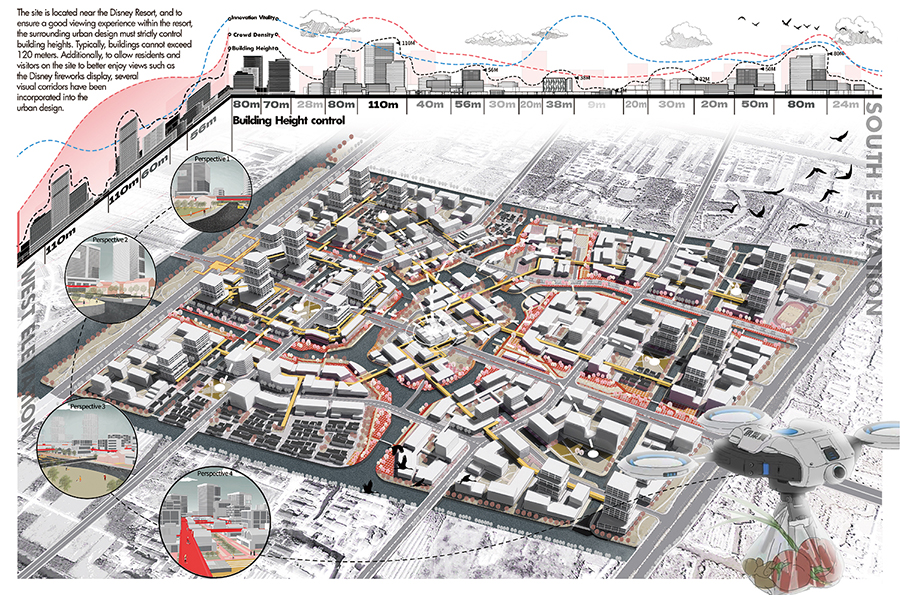 The site is located near the Disney Resort, and to
ensure a good viewing experience within the resort,
the surrounding urban design must strictly control
building heights. Typically, buildings cannot exceed
120 meters. Additionally, to allow residents and
visitors on the site to better enjoy views such as
the Disney fireworks display, several
visual corridors have been
incorporated into the
urban design.
Innovation Vitality
Crowd Density
Building Height
110M
56M
38M
22M
50M
80M
80m 70m 28m 80m 110m 40m 56m 30m 20m 38m 9m 20m 30m 20m 50m 80m 24m
Building Height control
56m
60m
110m
110m
SOUTH ELEVATION
WEST ELEVATION
Perspective 1
Perspective 2
Perspective 3
Perspective 4